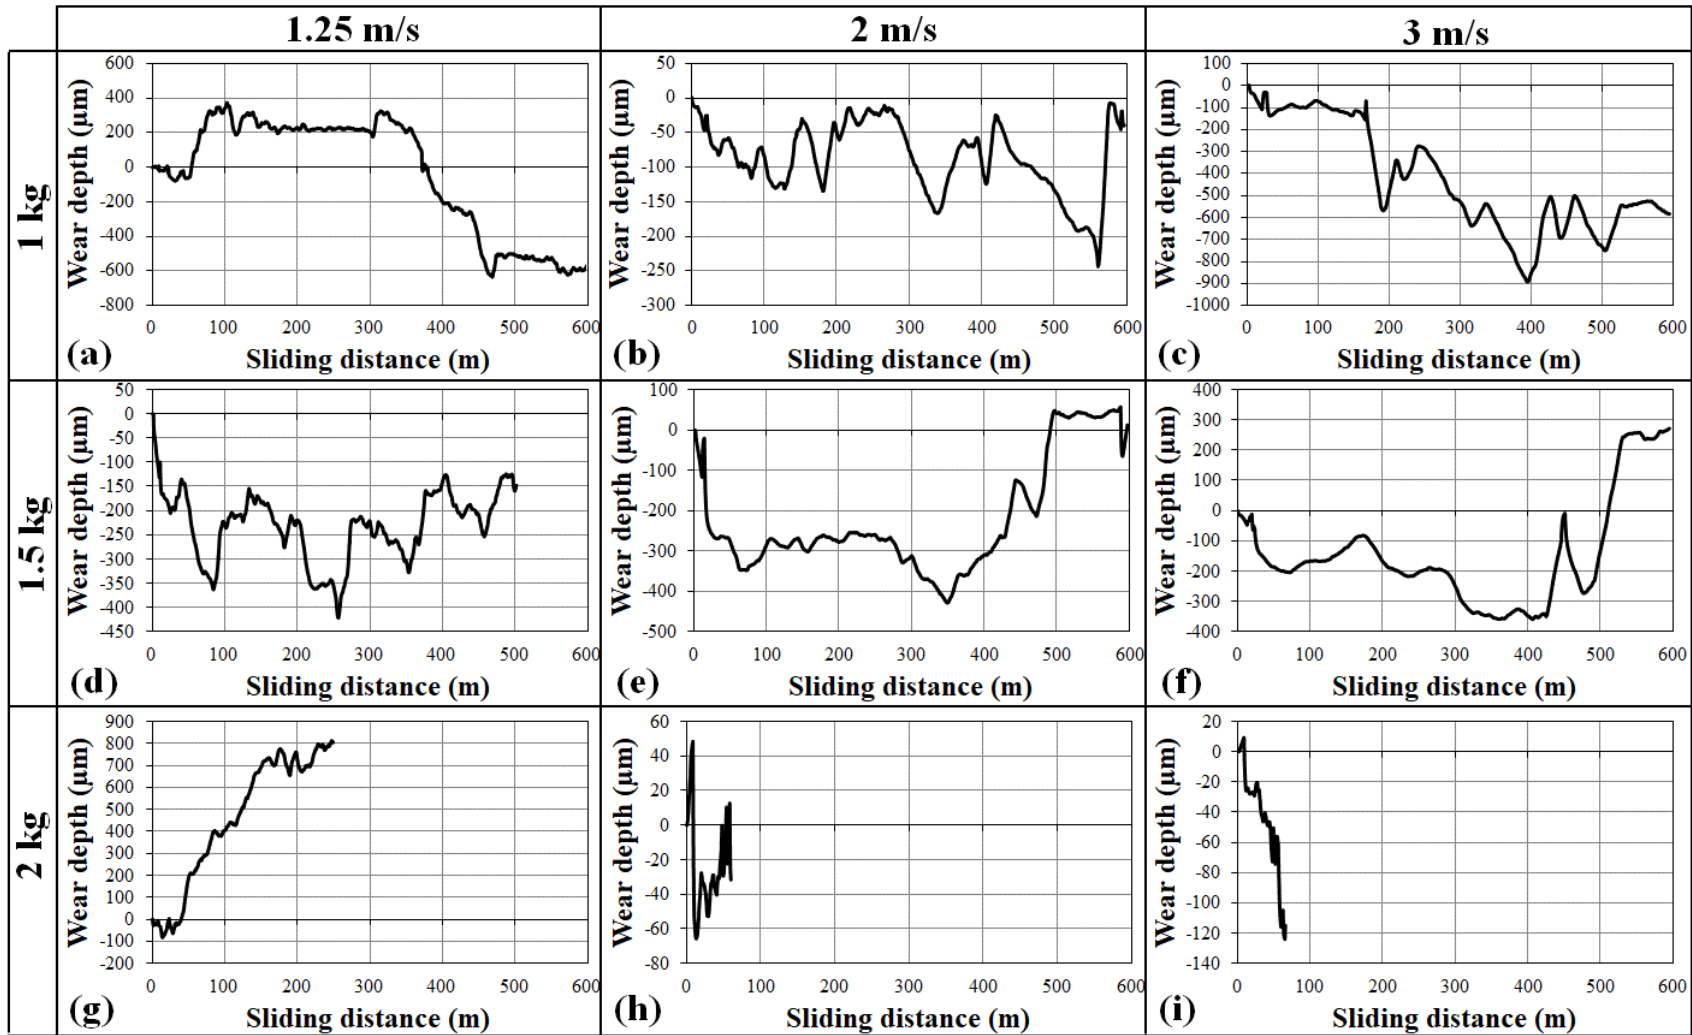 1.25 m/s 2 m/s 3 m/s
1 kg
Wear depth (µm)
600
400
200
0
-200
-400
-600
-800
0 100 200 300 400 500 600
(a) Sliding distance (m)
Wear depth (µm)
50
0
-50
-100
-150
-200
-250
-300
0 100 200 300 400 500 600
(b) Sliding distance (m)
Wear depth (µm)
100
0
-100
-200
-300
-400
-500
-600
-700
-800
-900
-1000
0 100 200 300 400 500 600
(c) Sliding distance (m)
1.5 kg
Wear depth (µm)
50
0
-50
-100
-150
-200
-250
-300
-350
-400
-450
0 100 200 300 400 500 600
(d) Sliding distance (m)
Wear depth (µm)
100
0
-100
-200
-300
-400
-500
0 100 200 300 400 500 600
(e) Sliding distance (m)
Wear depth (µm)
400
300
200
100
0
-100
-200
-300
-400
0 100 200 300 400 500 600
(f) Sliding distance (m)
2 kg
Wear depth (µm)
900
800
700
600
500
400
300
200
100
0
-100
-200
0 100 200 300 400 500 600
(g) Sliding distance (m)
Wear depth (µm)
60
40
20
0
-20
-40
-60
-80
0 100 200 300 400 500 600
(h) Sliding distance (m)
Wear depth (µm)
20
0
-20
-40
-60
-80
-100
-120
-140
0 100 200 300 400 500 600
(i) Sliding distance (m)